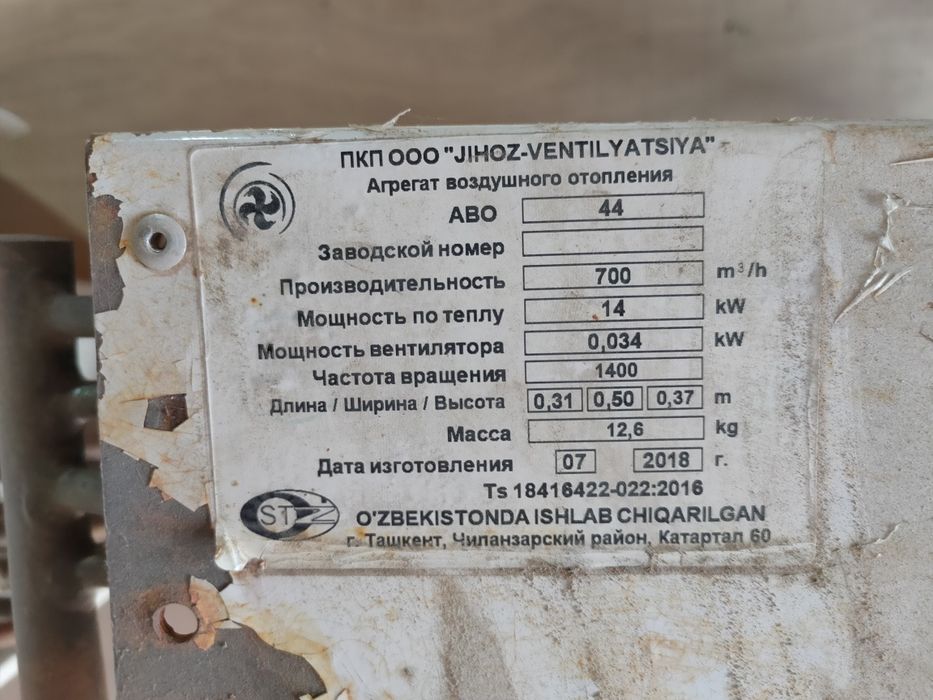 ПКП ООО "JIHOZ-VENTILYATSIYA"
Агрегат воздушного отопления
АВО 44
Заводской номер
Производительность 700 m³/h
Мощность по теплу 14 kW
Мощность вентилятора 0,034 kW
Частота вращения 1400
Длина / Ширина / Высота 0,31 0,50 0,37 m
Масса 12,6 kg
Дата изготовления 07 2018 г.
Ts 18416422-022:2016
STZ O'ZBEKISTONDA ISHLAB CHIQARILGAN
г. Ташкент, Чиланзарский район, Катартал 60